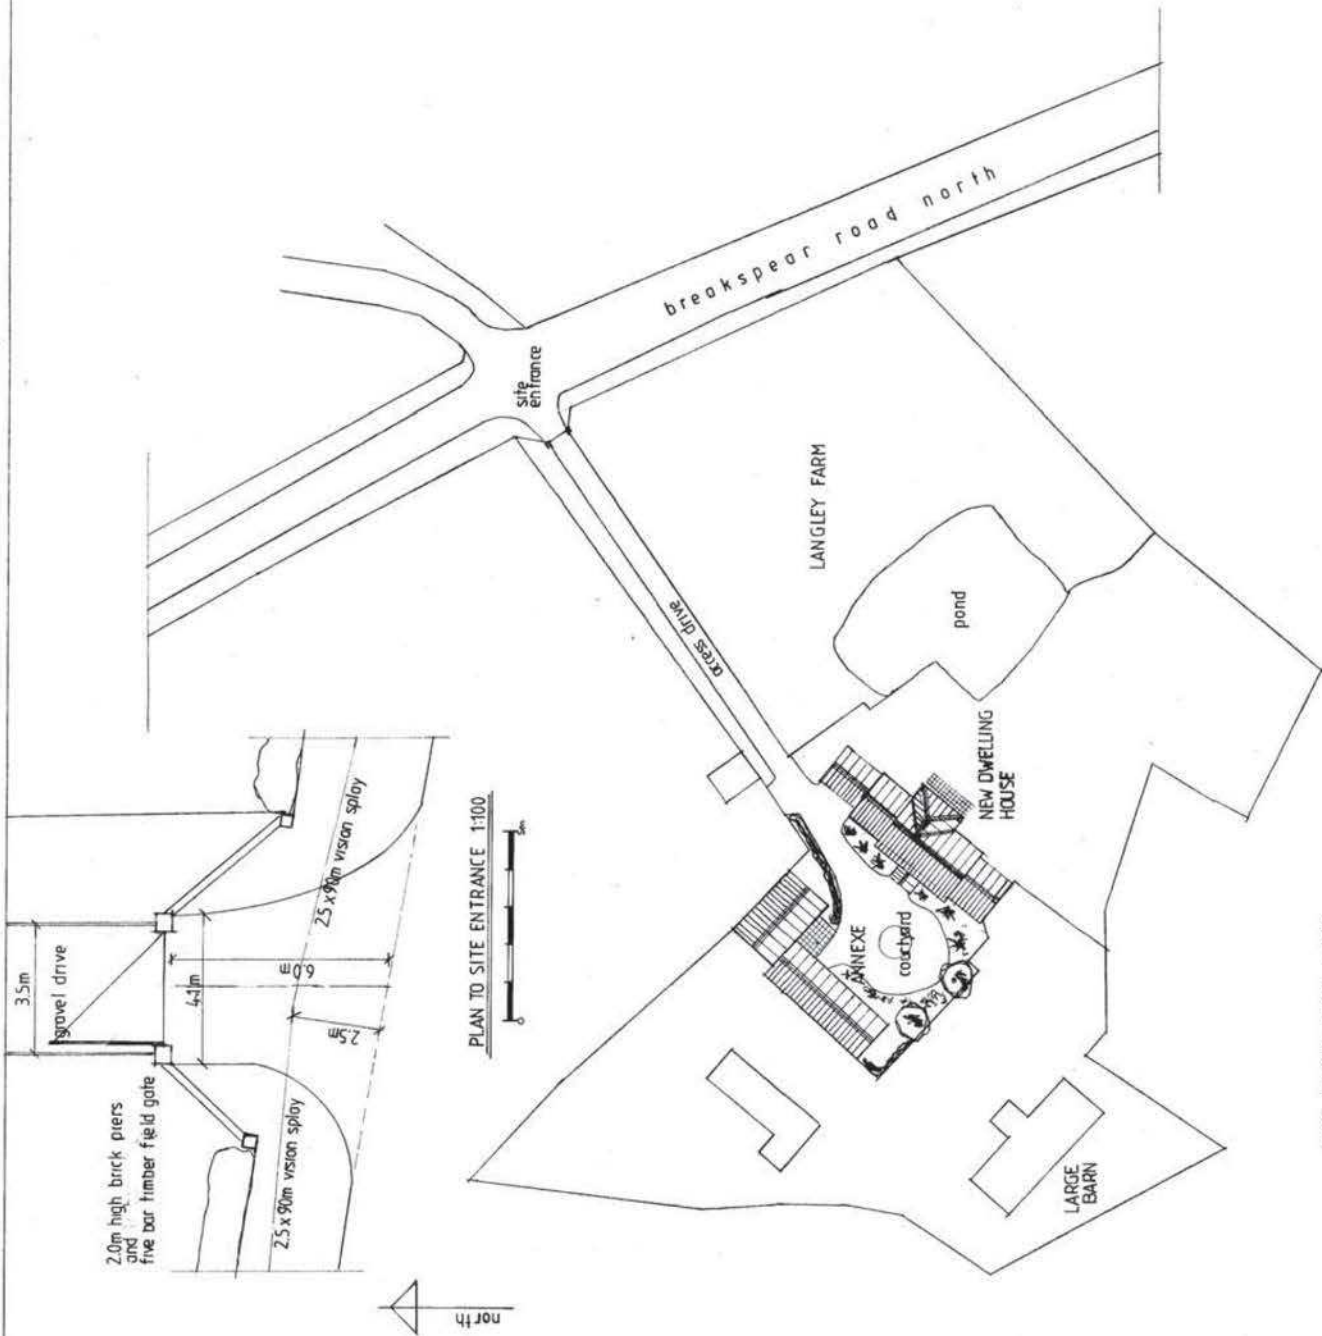 3.5m
gravel drive
4.1m
6.0m
2.5m
2.5 x 90m vision splay
2.5 x 90m vision splay
2.0m high brick piers
and
five bar timber field gate
north
PLAN TO SITE ENTRANCE 1:100
0
5m
breakspear road north
site
entrance
access drive
LANGLEY FARM
pond
NEW DWELLING
HOUSE
ANNEXE
courtyard
LARGE
BARN